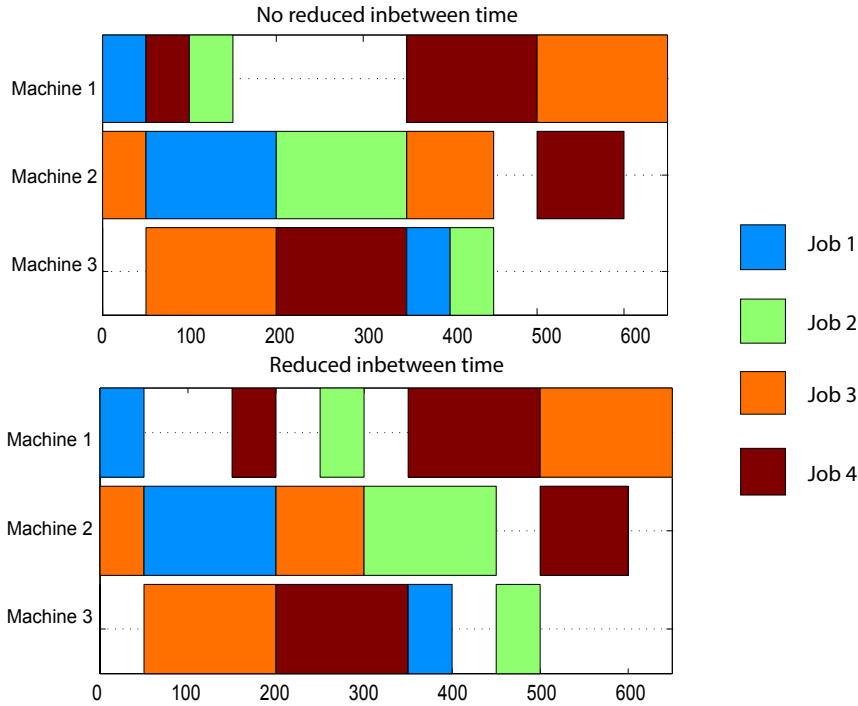 No reduced inbetween time
Machine 1
Machine 2
Machine 3
0 100 200 300 400 500 600
Reduced inbetween time
Machine 1
Machine 2
Machine 3
0 100 200 300 400 500 600
Job 1
Job 2
Job 3
Job 4